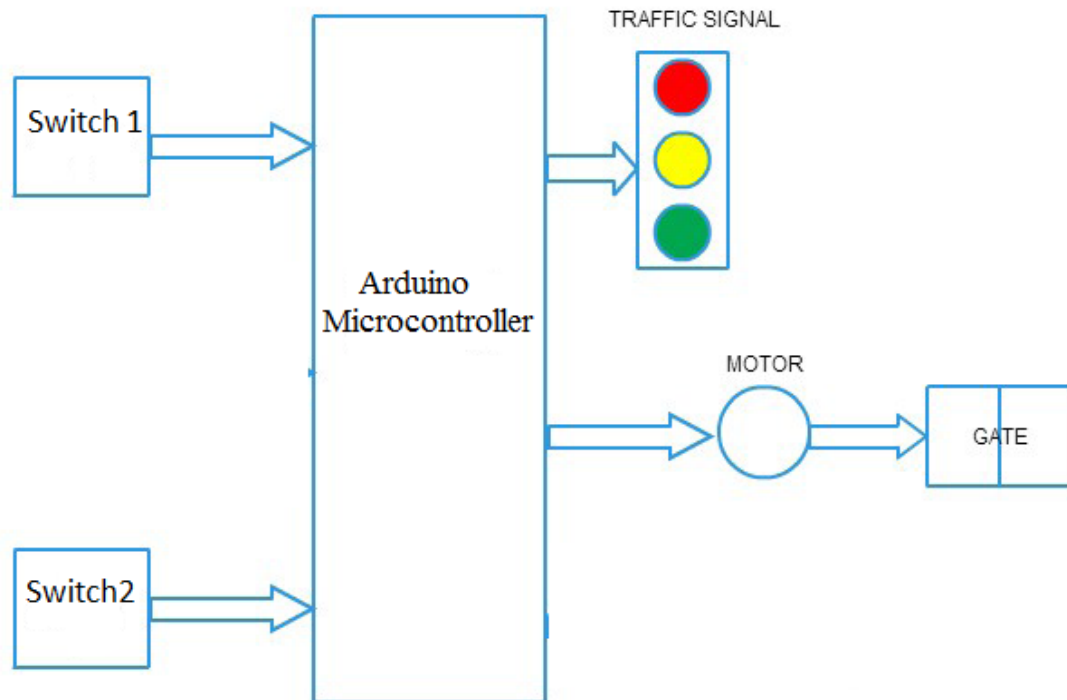 TRAFFIC SIGNAL
Switch 1
Arduino
Microcontroller
MOTOR
GATE
Switch2